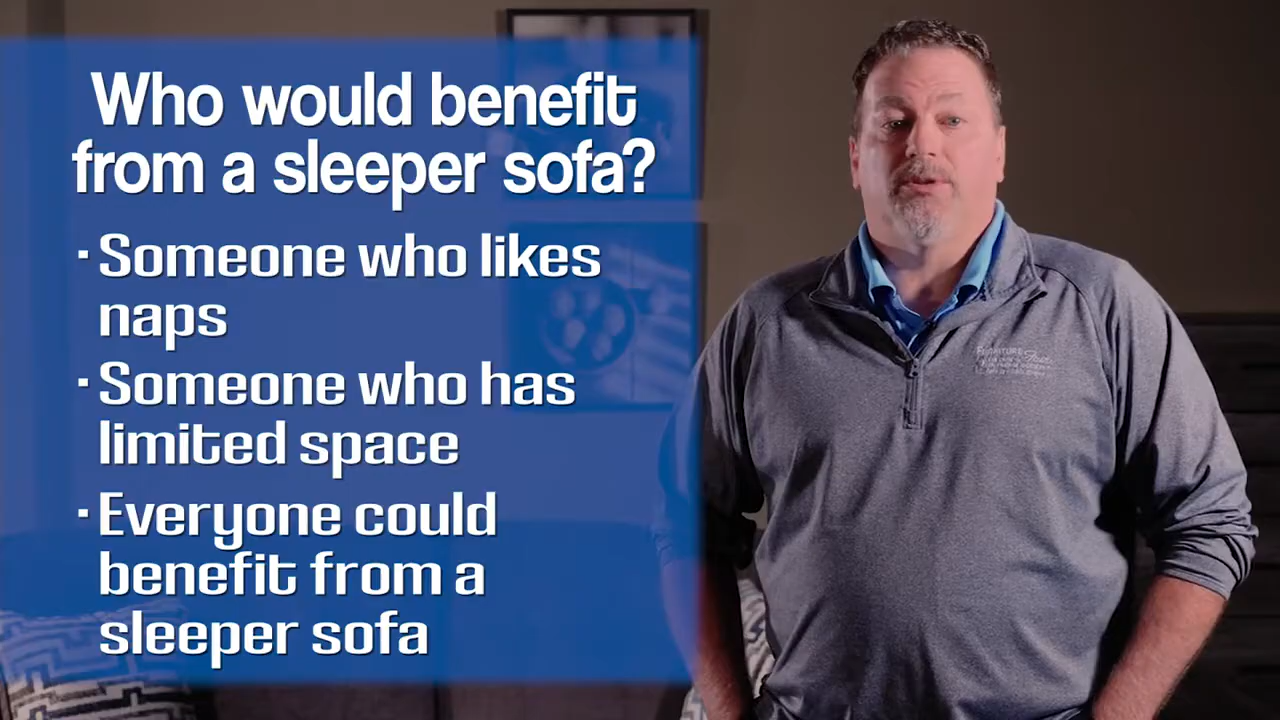 Who would benefit
from a sleeper sofa?
· Someone who likes
naps
· Someone who has
limited space
· Everyone could
benefit from a
sleeper sofa
FURNITURE